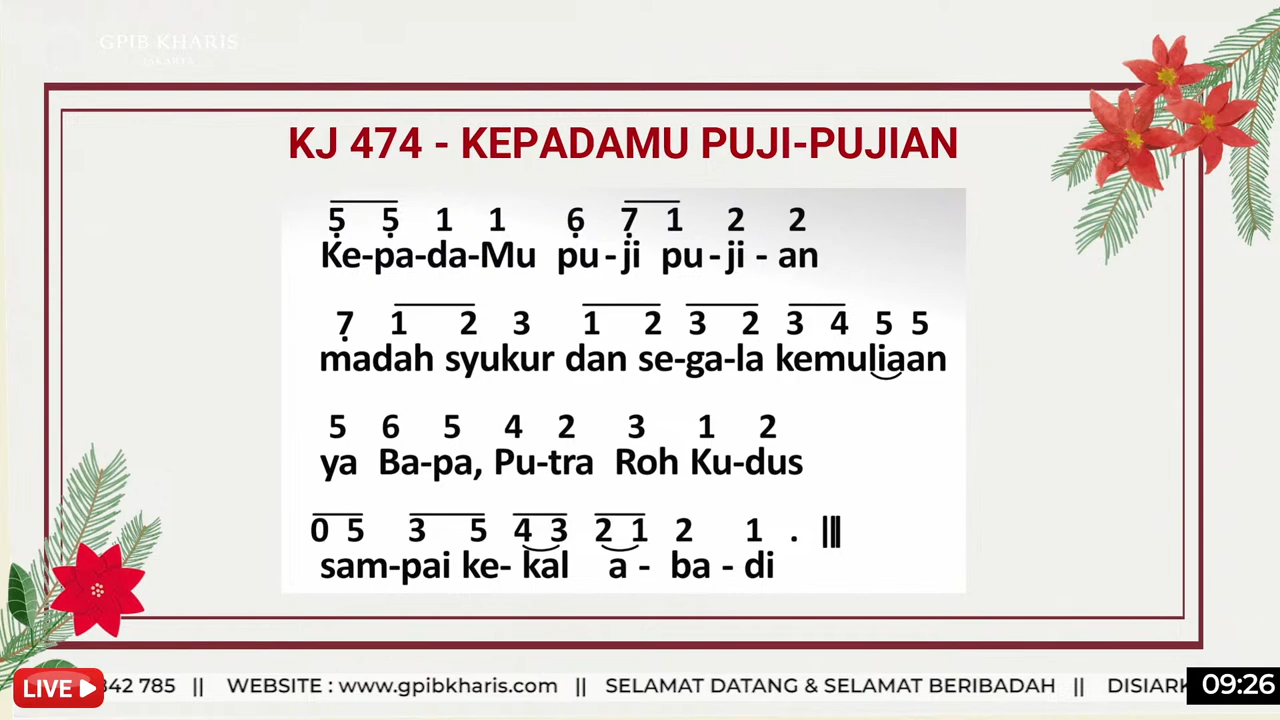 GPIB KHARIS
JAKARTA
KJ 474 - KEPADAMU PUJI-PUJIAN
5̣ 5̣ 1 1 6̣ 7̣ 1 2 2
Ke-pa-da-Mu pu-ji pu-ji - an
7̣ 1 2 3 1 2 3 2 3 4 5 5
madah syukur dan se-ga-la kemuliaan
5 6 5 4 2 3 1 2
ya Ba-pa, Pu-tra Roh Ku-dus
0 5 3 5 4 3 2 1 2 1 .
sam-pai ke- kal a - ba - di
LIVE 842 785 || WEBSITE : www.gpibkharis.com || SELAMAT DATANG & SELAMAT BERIBADAH || DISIARK 09:26